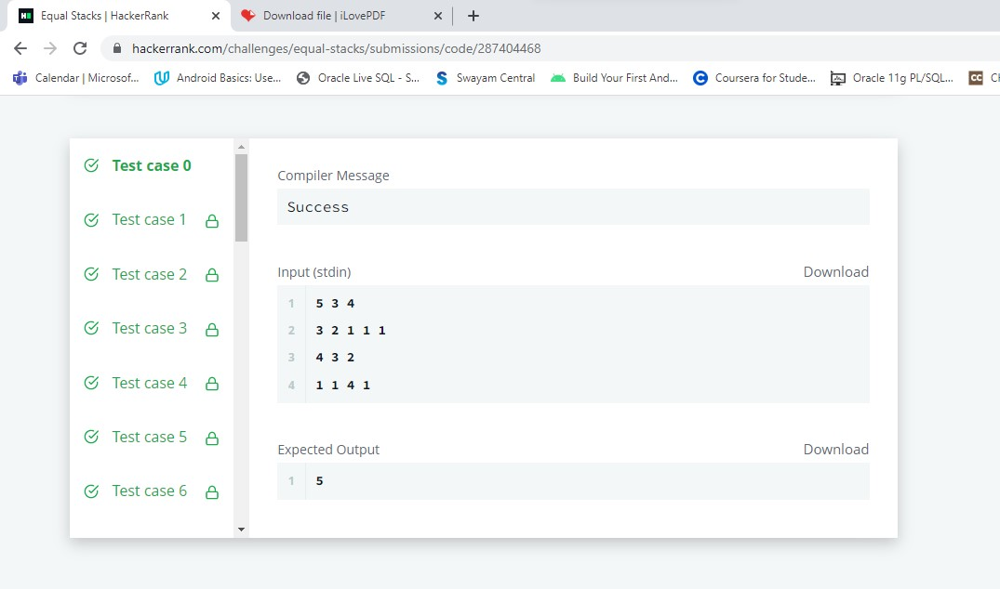 Equal Stacks | HackerRank
Download file | iLovePDF
hackerrank.com/challenges/equal-stacks/submissions/code/287404468
Calendar | Microsof... Android Basics: Use... Oracle Live SQL - S... Swayam Central Build Your First And... Coursera for Stude... Oracle 11g PL/SQL... CC
Test case 0
Test case 1
Test case 2
Test case 3
Test case 4
Test case 5
Test case 6
Compiler Message
Success
Input (stdin) Download
1 5 3 4
2 3 2 1 1 1
3 4 3 2
4 1 1 4 1
Expected Output Download
1 5